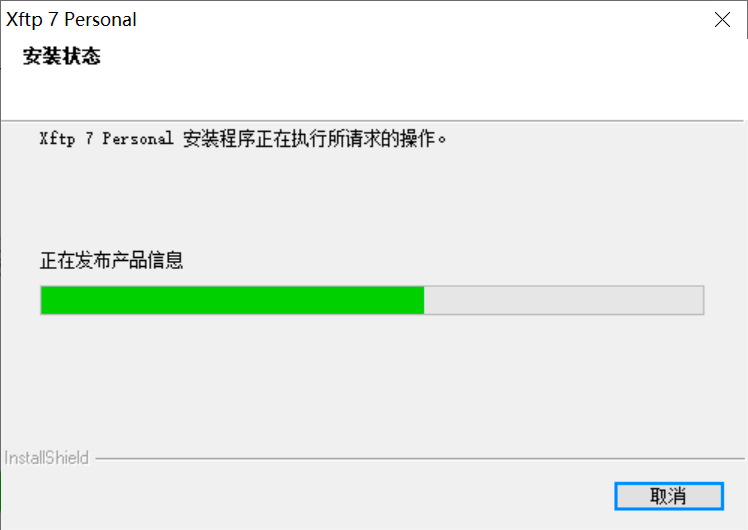 Xftp 7 Personal
安装状态
Xftp 7 Personal 安装程序正在执行所请求的操作。
正在发布产品信息
InstallShield
取消